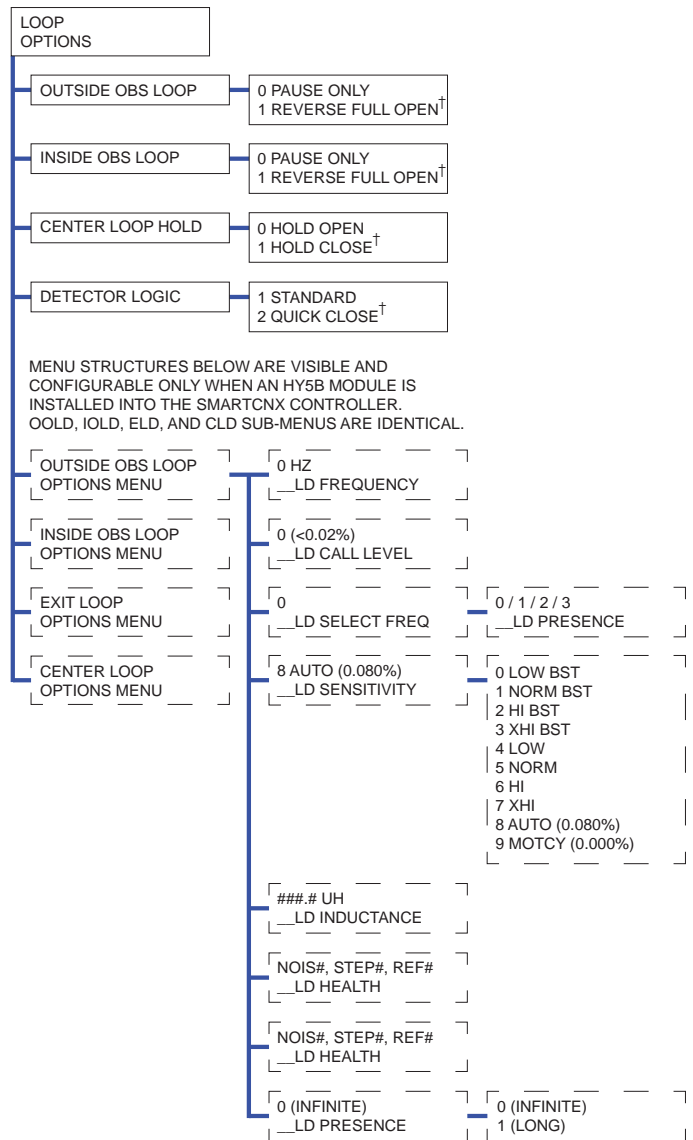 LOOP
OPTIONS
OUTSIDE OBS LOOP
0 PAUSE ONLY
1 REVERSE FULL OPEN†
INSIDE OBS LOOP
0 PAUSE ONLY
1 REVERSE FULL OPEN†
CENTER LOOP HOLD
0 HOLD OPEN
1 HOLD CLOSE†
DETECTOR LOGIC
1 STANDARD
2 QUICK CLOSE†
MENU STRUCTURES BELOW ARE VISIBLE AND
CONFIGURABLE ONLY WHEN AN HY5B MODULE IS
INSTALLED INTO THE SMARTCNX CONTROLLER.
OOLD, IOLD, ELD, AND CLD SUB-MENUS ARE IDENTICAL.
OUTSIDE OBS LOOP
OPTIONS MENU
0 HZ
__LD FREQUENCY
INSIDE OBS LOOP
OPTIONS MENU
0 (<0.02%)
__LD CALL LEVEL
EXIT LOOP
OPTIONS MENU
0
__LD SELECT FREQ
0 / 1 / 2 / 3
__LD PRESENCE
CENTER LOOP
OPTIONS MENU
8 AUTO (0.080%)
__LD SENSITIVITY
0 LOW BST
1 NORM BST
2 HI BST
3 XHI BST
4 LOW
5 NORM
6 HI
7 XHI
8 AUTO (0.080%)
9 MOTCY (0.000%)
###.# UH
__LD INDUCTANCE
NOIS#, STEP#, REF#
__LD HEALTH
NOIS#, STEP#, REF#
__LD HEALTH
0 (INFINITE)
__LD PRESENCE
0 (INFINITE)
1 (LONG)